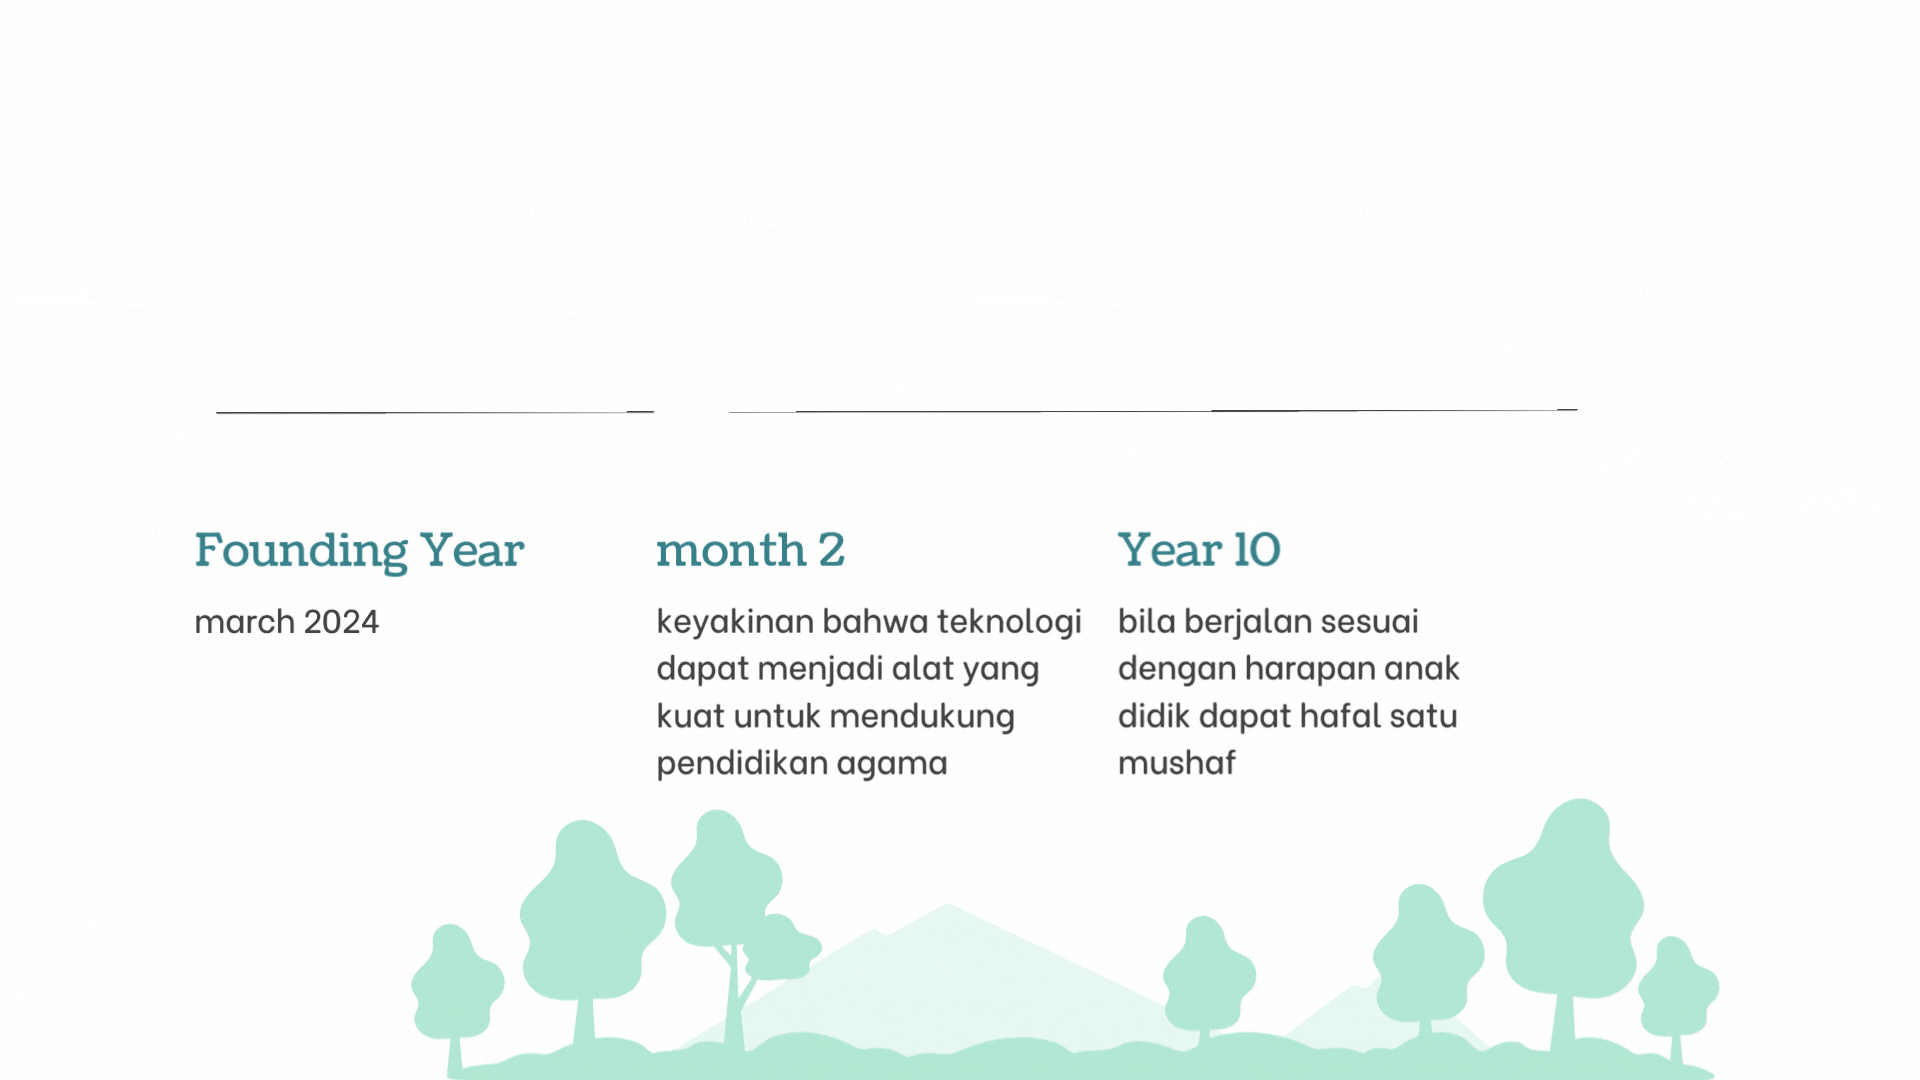 Founding Year
march 2024
month 2
keyakinan bahwa teknologi
dapat menjadi alat yang
kuat untuk mendukung
pendidikan agama
Year 10
bila berjalan sesuai
dengan harapan anak
didik dapat hafal satu
mushaf